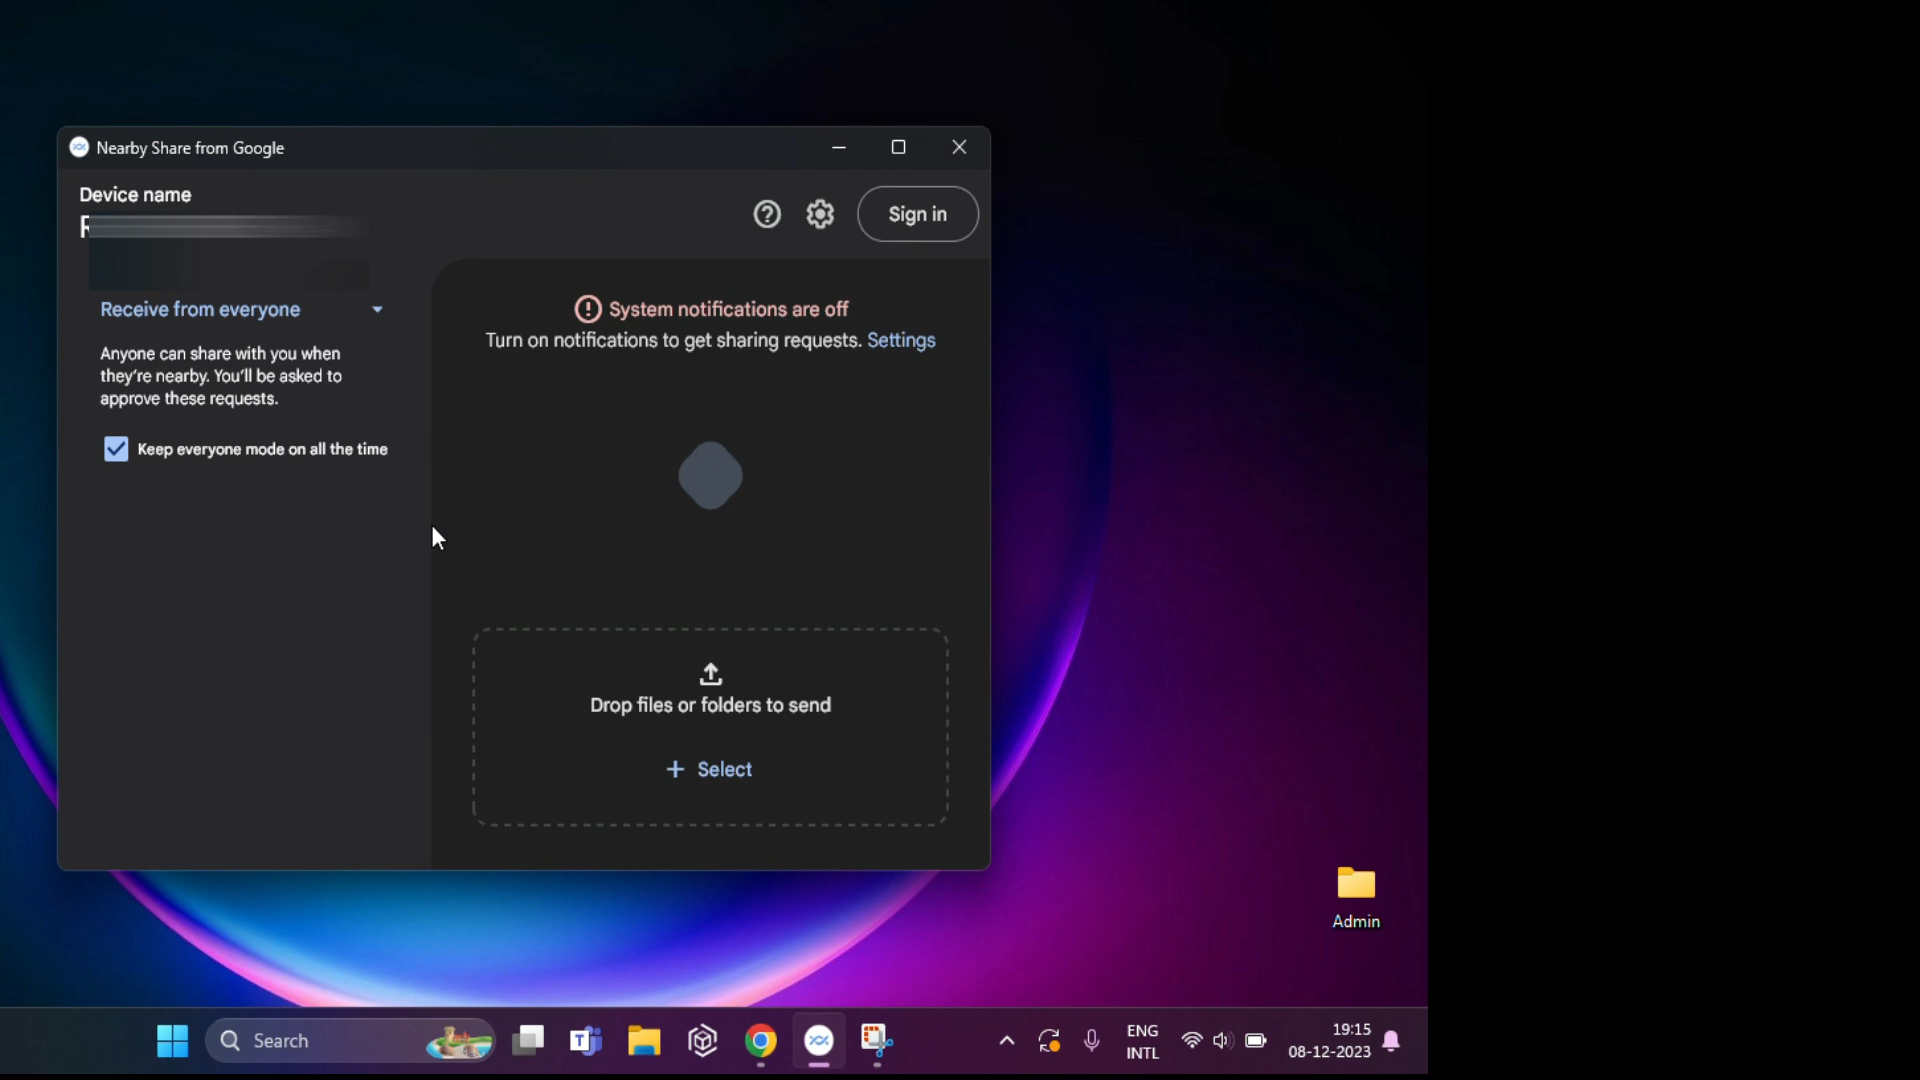 Nearby Share from Google
Device name
Sign in
Receive from everyone
Anyone can share with you when
they're nearby. You'll be asked to
approve these requests.
Keep everyone mode on all the time
System notifications are off
Turn on notifications to get sharing requests. Settings
Drop files or folders to send
+ Select
Admin
Search
ENG
INTL
19:15
08-12-2023